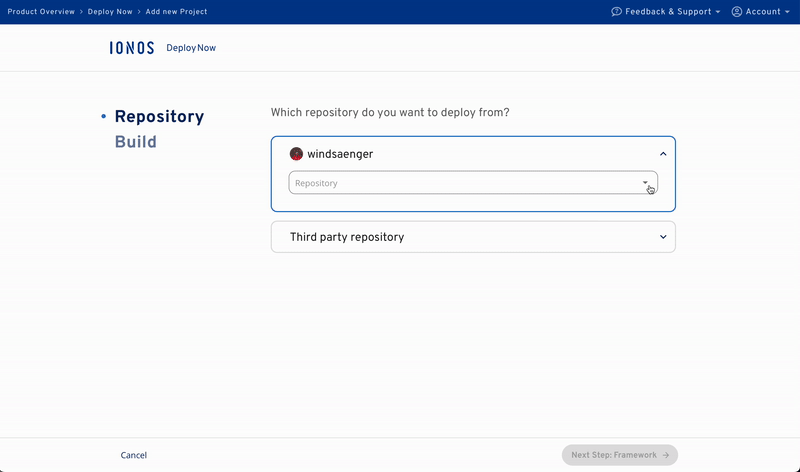 Product Overview > Deploy Now > Add new Project
Feedback & Support
Account
IONOS Deploy Now
Repository
Build
Which repository do you want to deploy from?
windsaenger
Repository
Third party repository
Cancel
Next Step: Framework →